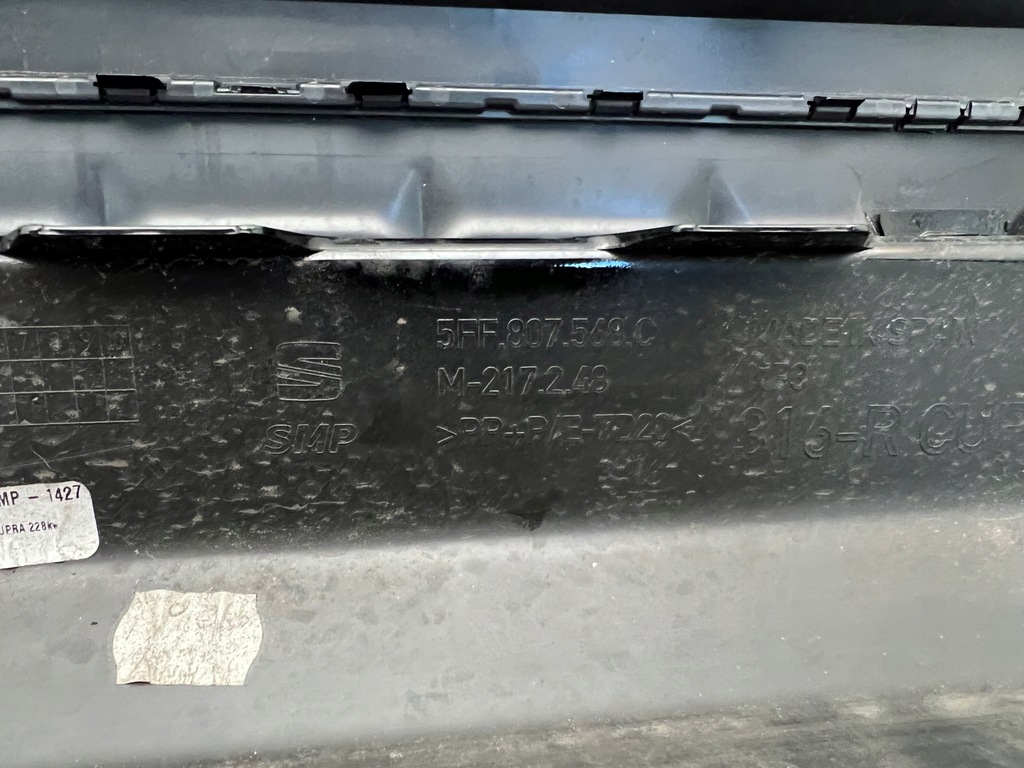 5FF.807.568.C
M-217.2.48
>PP+P/E-TD20<
SMP
MADE IN SPAIN
316-R CUP
MP - 1427
UPRA 228kw